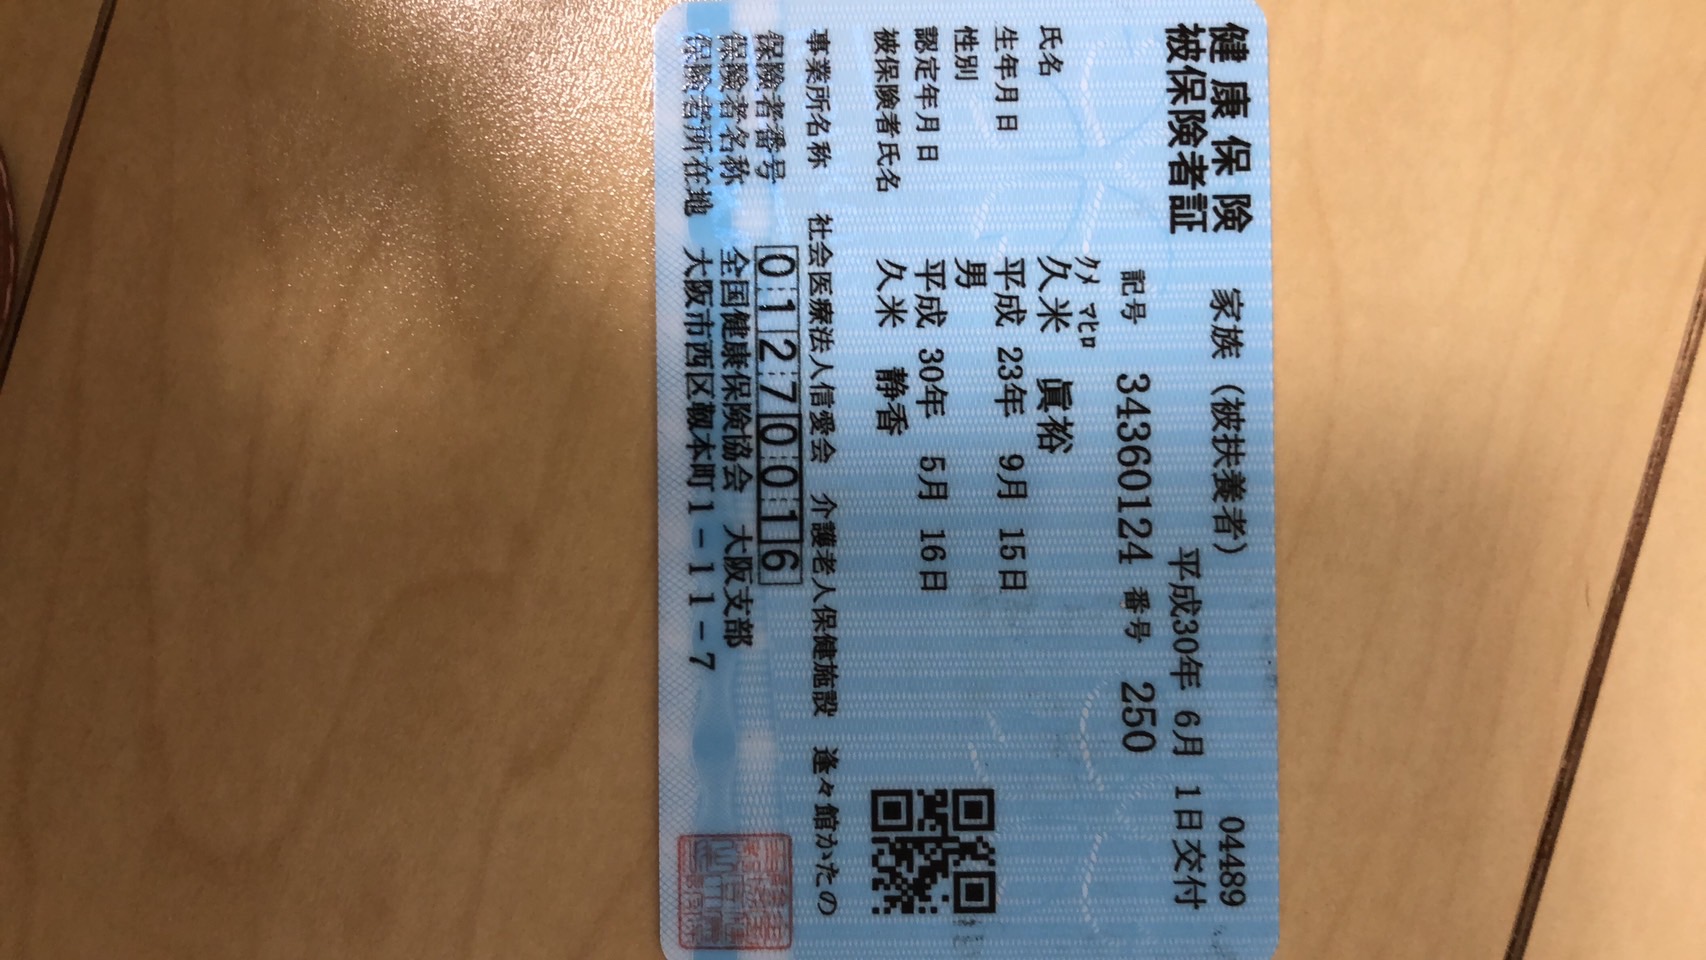 健康保険
被保険者証
家族（被扶養者）
04489
平成30年 6月 1日交付
記号 34360124 番号 250
ｸﾒ ﾏﾋﾛ
氏名 久米 眞裕
生年月日 平成 23年 9月 15日
性別 男
認定年月日 平成 30年 5月 16日
被保険者氏名 久米 静香
事業所名称 社会医療法人信愛会 介護老人保健施設 逢々館かたの
保険者番号 01270016
保険者名称 全国健康保険協会 大阪支部
保険者所在地 大阪市西区靱本町1-11-7